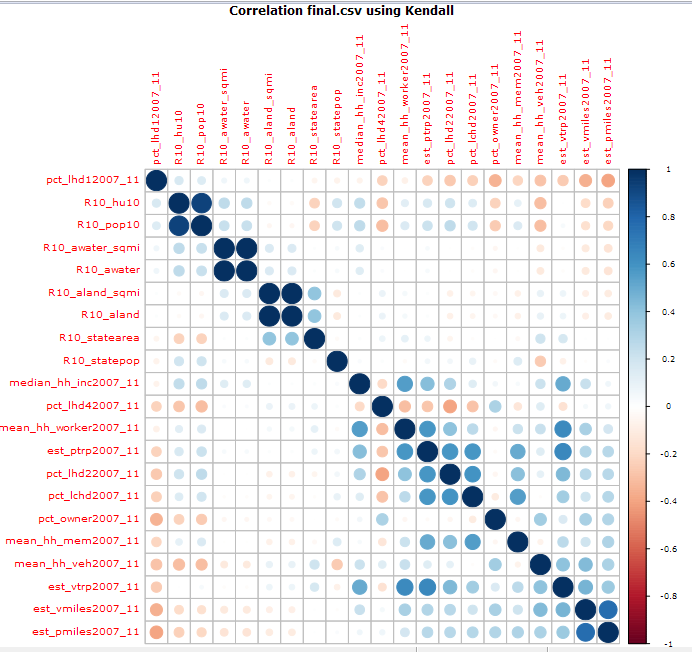 Correlation final.csv using Kendall
pct_lhd12007_11
R10_hu10
R10_pop10
R10_awater_sqmi
R10_awater
R10_aland_sqmi
R10_aland
R10_statearea
R10_statepop
median_hh_inc2007_11
pct_lhd42007_11
mean_hh_worker2007_11
est_ptrp2007_11
pct_lhd22007_11
pct_lchd2007_11
pct_owner2007_11
mean_hh_mem2007_11
mean_hh_veh2007_11
est_vtrp2007_11
est_vmiles2007_11
est_pmiles2007_11
pct_lhd12007_11
R10_hu10
R10_pop10
R10_awater_sqmi
R10_awater
R10_aland_sqmi
R10_aland
R10_statearea
R10_statepop
median_hh_inc2007_11
pct_lhd42007_11
mean_hh_worker2007_11
est_ptrp2007_11
pct_lhd22007_11
pct_lchd2007_11
pct_owner2007_11
mean_hh_mem2007_11
mean_hh_veh2007_11
est_vtrp2007_11
est_vmiles2007_11
est_pmiles2007_11
1
0.8
0.6
0.4
0.2
0
-0.2
-0.4
-0.6
-0.8
-1